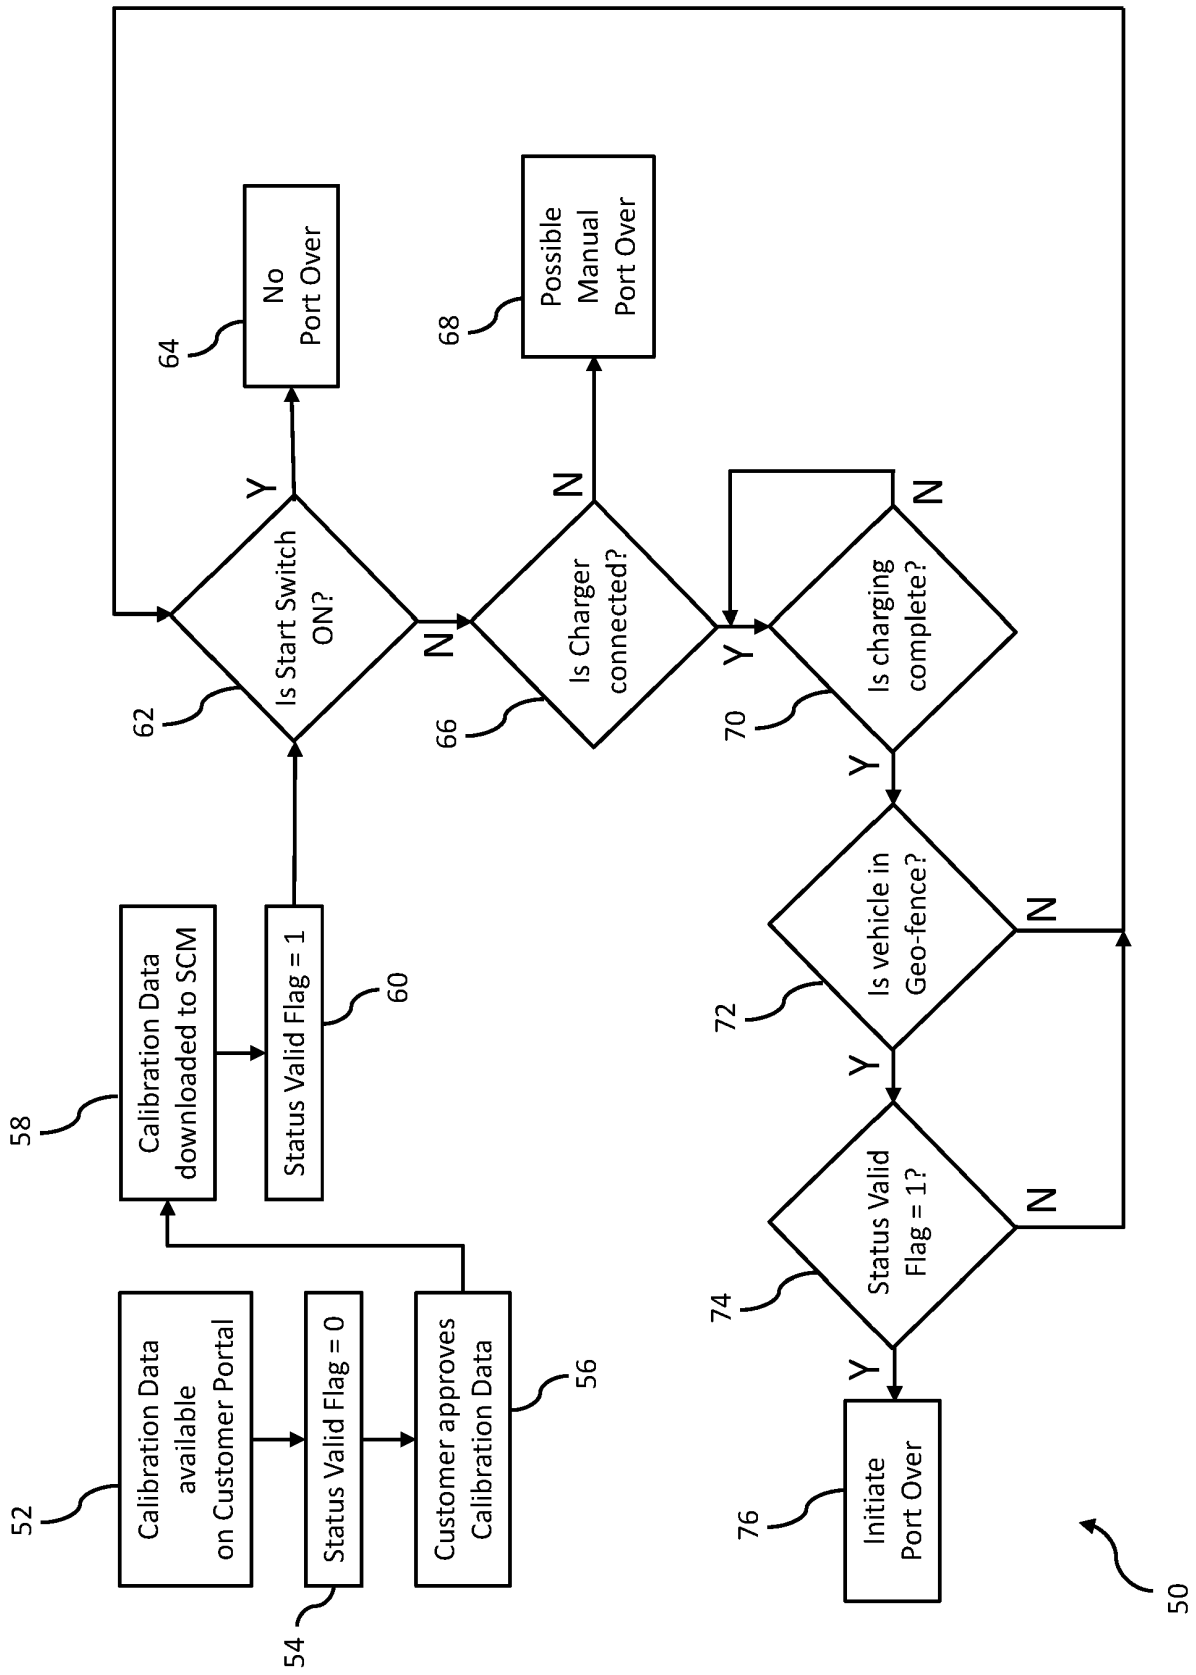 52
Calibration Data
available
on Customer Portal
Status Valid Flag = 0
54
Customer approves
Calibration Data
56
58
Calibration Data
downloaded to SCM
Status Valid Flag = 1
60
62
Is Start Switch
ON?
Y
N
64
No
Port Over
66
Is Charger
connected?
N
Y
68
Possible
Manual
Port Over
70
Is charging
complete?
N
Y
72
Is vehicle in
Geo-fence?
N
Y
74
Status Valid
Flag = 1?
N
Y
76
Initiate
Port Over
50